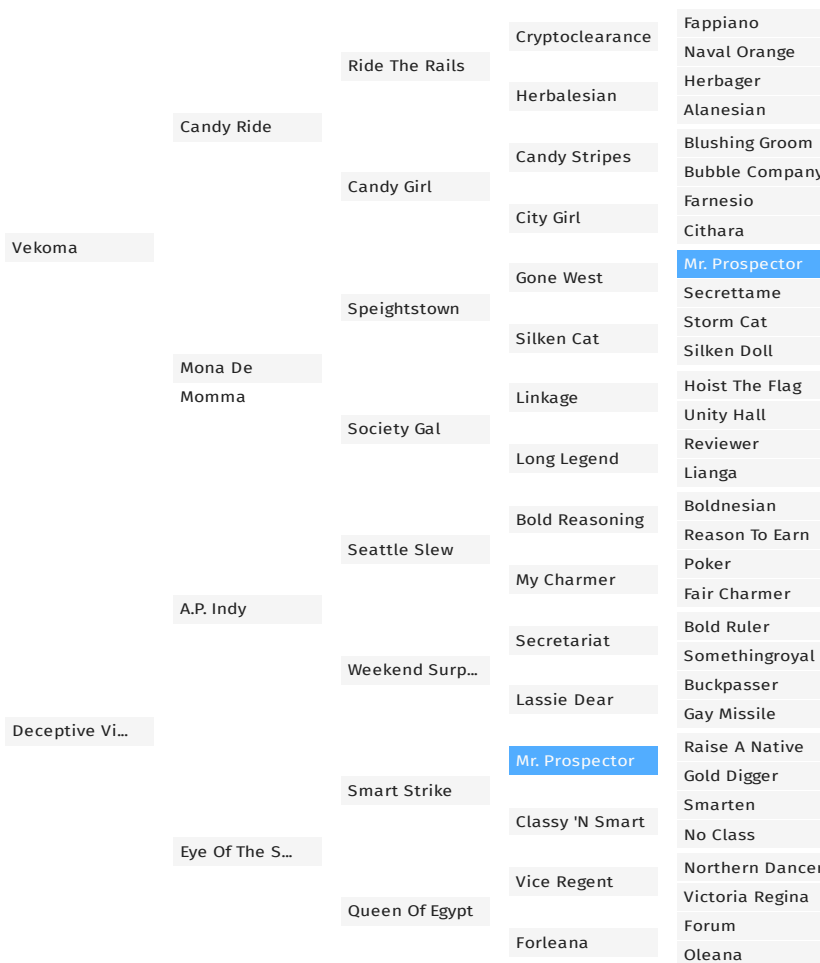 Vekoma
Deceptive Vi...
Candy Ride
Mona De
Momma
A.P. Indy
Eye Of The S...
Ride The Rails
Candy Girl
Speightstown
Society Gal
Seattle Slew
Weekend Surp...
Smart Strike
Queen Of Egypt
Cryptoclearance
Herbalesian
Candy Stripes
City Girl
Gone West
Silken Cat
Linkage
Long Legend
Bold Reasoning
My Charmer
Secretariat
Lassie Dear
Mr. Prospector
Classy 'N Smart
Vice Regent
Forleana
Fappiano
Naval Orange
Herbager
Alanesian
Blushing Groom
Bubble Company
Farnesio
Cithara
Mr. Prospector
Secrettame
Storm Cat
Silken Doll
Hoist The Flag
Unity Hall
Reviewer
Lianga
Boldnesian
Reason To Earn
Poker
Fair Charmer
Bold Ruler
Somethingroyal
Buckpasser
Gay Missile
Raise A Native
Gold Digger
Smarten
No Class
Northern Dancer
Victoria Regina
Forum
Oleana